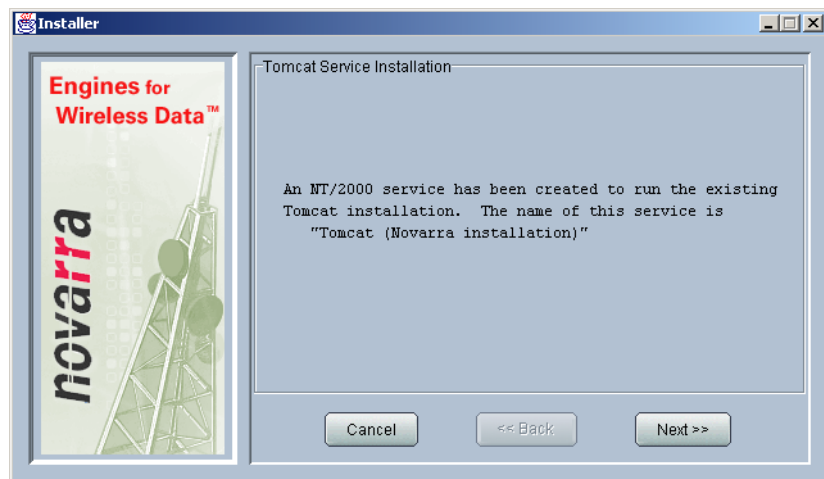 Installer
Engines for
Wireless Data™
novarra
Tomcat Service Installation
An NT/2000 service has been created to run the existing
Tomcat installation.  The name of this service is
"Tomcat (Novarra installation)"
Cancel
<< Back
Next >>